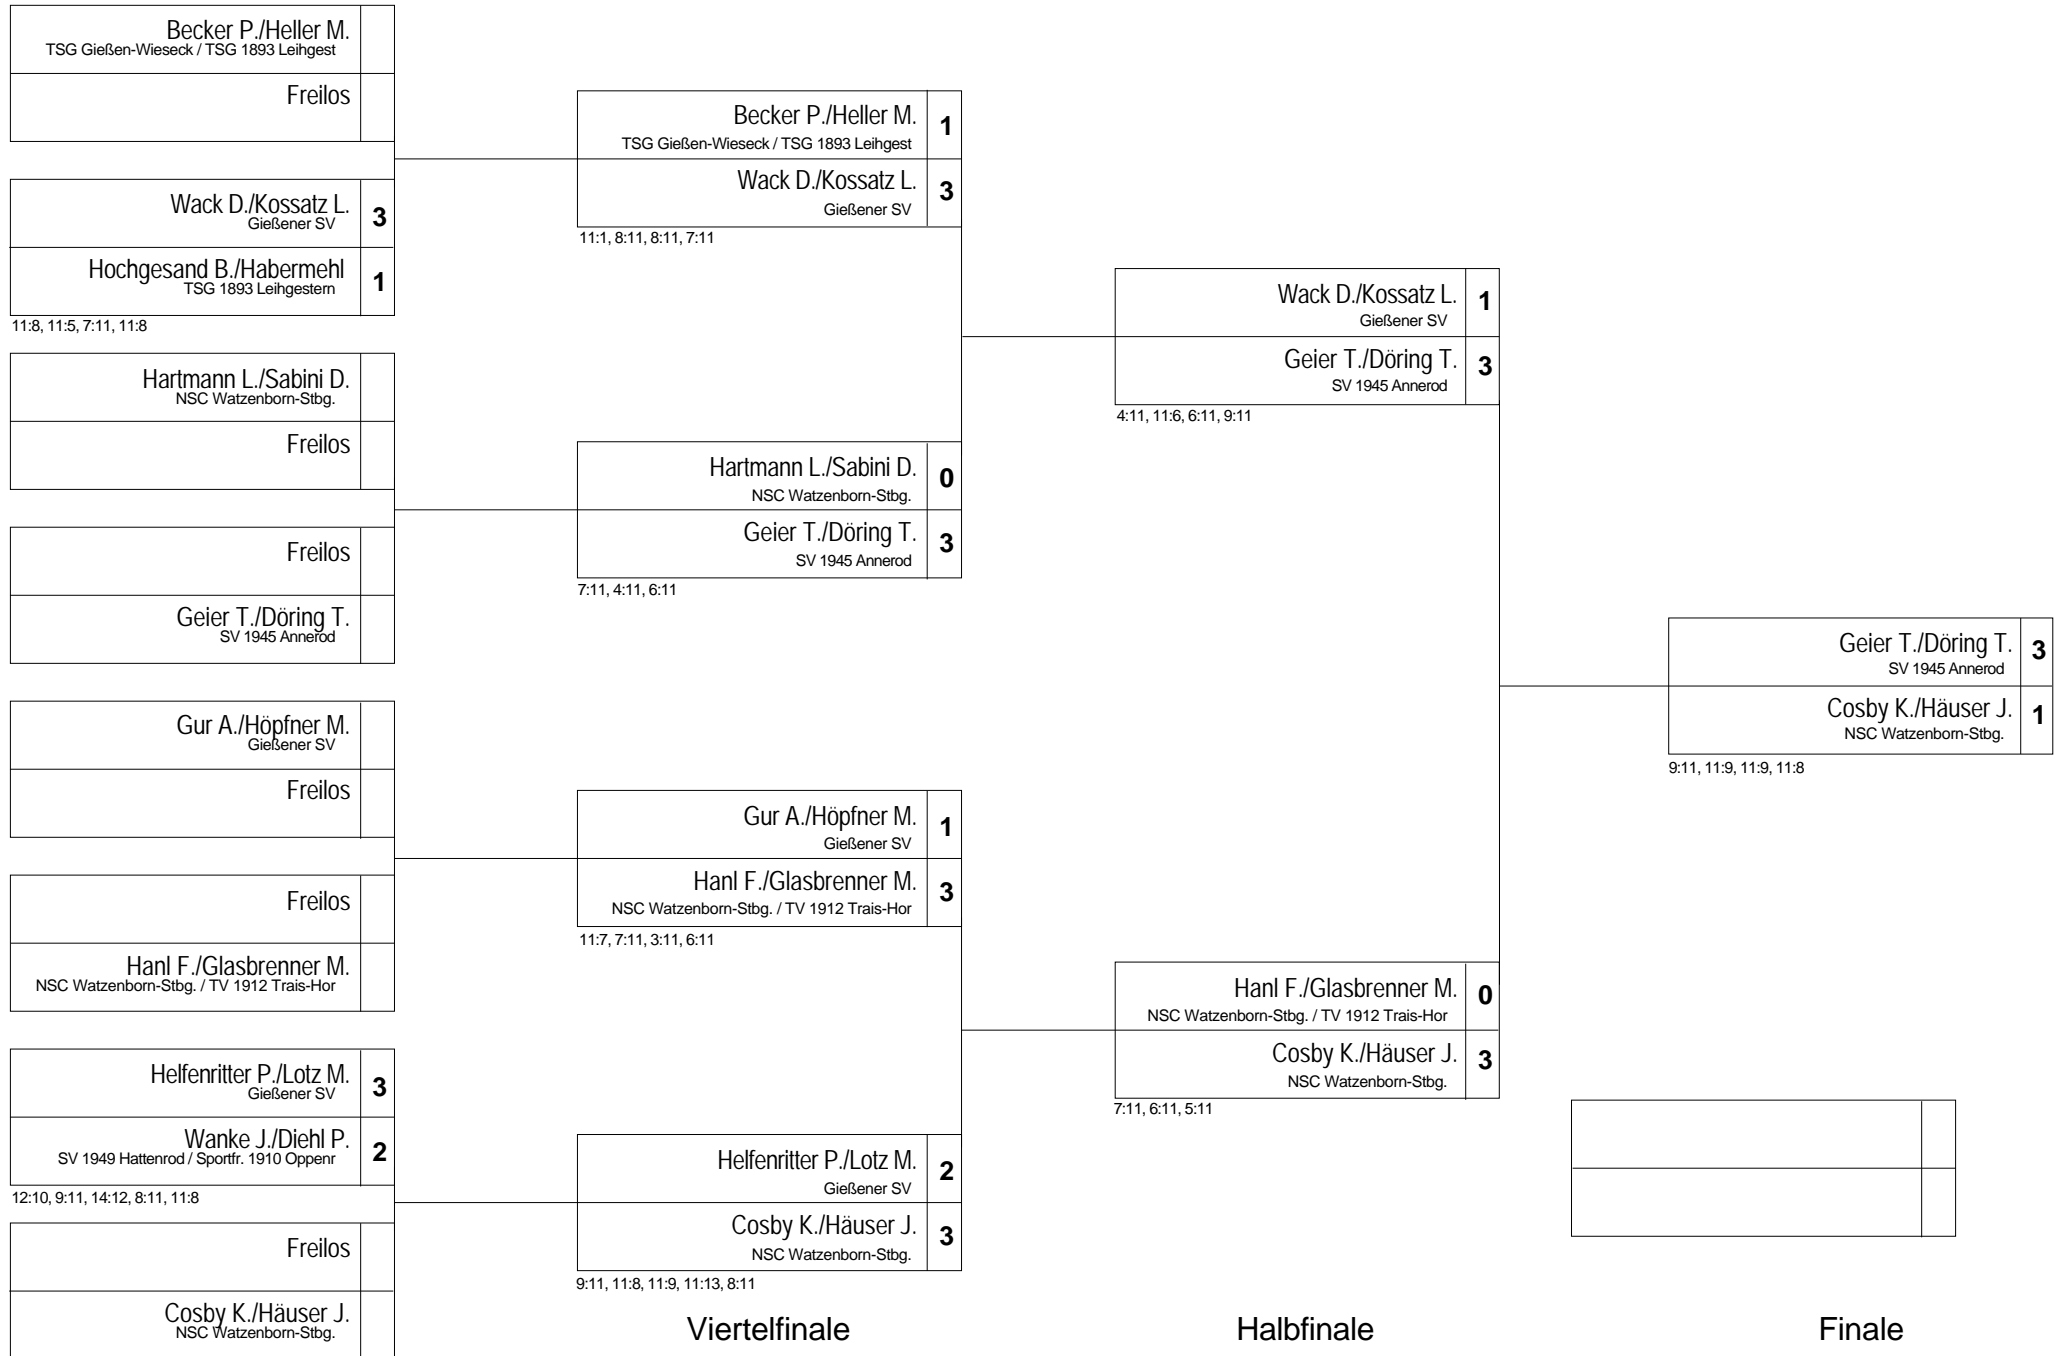 Becker P./Heller M.
TSG Gießen-Wieseck / TSG 1893 Leihgest
Freilos
Wack D./Kossatz L.
Gießener SV
3
Hochgesand B./Habermehl
TSG 1893 Leihgestern
1
11:8, 11:5, 7:11, 11:8
Hartmann L./Sabini D.
NSC Watzenborn-Stbg.
Freilos
Freilos
Geier T./Döring T.
SV 1945 Annerod
Gur A./Höpfner M.
Gießener SV
Freilos
Freilos
Hanl F./Glasbrenner M.
NSC Watzenborn-Stbg. / TV 1912 Trais-Hor
Helfenritter P./Lotz M.
Gießener SV
3
Wanke J./Diehl P.
SV 1949 Hattenrod / Sportfr. 1910 Oppenr
2
12:10, 9:11, 14:12, 8:11, 11:8
Freilos
Cosby K./Häuser J.
NSC Watzenborn-Stbg.
Becker P./Heller M.
TSG Gießen-Wieseck / TSG 1893 Leihgest
1
Wack D./Kossatz L.
Gießener SV
3
11:1, 8:11, 8:11, 7:11
Hartmann L./Sabini D.
NSC Watzenborn-Stbg.
0
Geier T./Döring T.
SV 1945 Annerod
3
7:11, 4:11, 6:11
Gur A./Höpfner M.
Gießener SV
1
Hanl F./Glasbrenner M.
NSC Watzenborn-Stbg. / TV 1912 Trais-Hor
3
11:7, 7:11, 3:11, 6:11
Helfenritter P./Lotz M.
Gießener SV
2
Cosby K./Häuser J.
NSC Watzenborn-Stbg.
3
9:11, 11:8, 11:9, 11:13, 8:11
Viertelfinale
Wack D./Kossatz L.
Gießener SV
1
Geier T./Döring T.
SV 1945 Annerod
3
4:11, 11:6, 6:11, 9:11
Hanl F./Glasbrenner M.
NSC Watzenborn-Stbg. / TV 1912 Trais-Hor
0
Cosby K./Häuser J.
NSC Watzenborn-Stbg.
3
7:11, 6:11, 5:11
Halbfinale
Geier T./Döring T.
SV 1945 Annerod
3
Cosby K./Häuser J.
NSC Watzenborn-Stbg.
1
9:11, 11:9, 11:9, 11:8
Finale